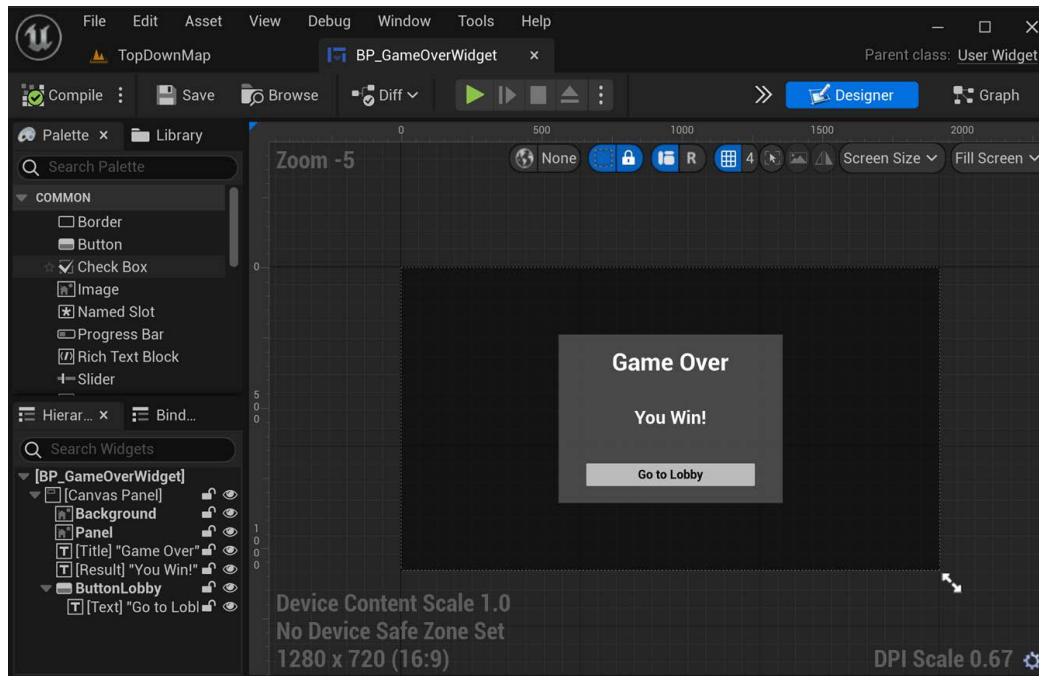 File Edit Asset View Debug Window Tools Help
TopDownMap BP_GameOverWidget Parent class: User Widget
Compile Save Browse Diff Designer Graph
Palette Library
Search Palette
COMMON
Border
Button
Check Box
Image
Named Slot
Progress Bar
Rich Text Block
Slider
Hierar... Bind...
Search Widgets
[BP_GameOverWidget]
[Canvas Panel]
Background
Panel
[Title] "Game Over"
[Result] "You Win!"
ButtonLobby
[Text] "Go to Lobl
0 500 1000 1500 2000
Zoom -5 None R 4 Screen Size Fill Screen
0
500
1000
Game Over
You Win!
Go to Lobby
Device Content Scale 1.0
No Device Safe Zone Set
1280 x 720 (16:9) DPI Scale 0.67